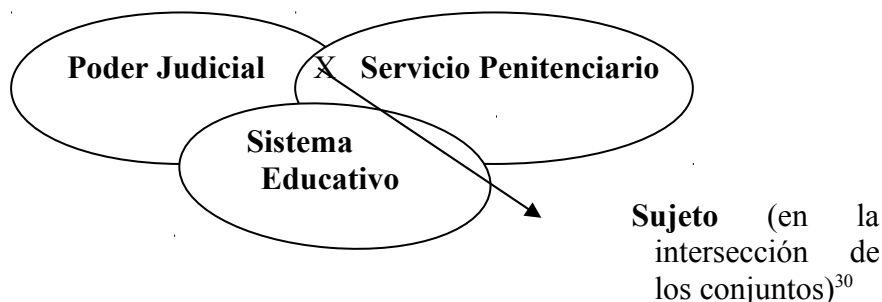 Poder Judicial X Servicio Penitenciario
Sistema
Educativo
Sujeto (en la
intersección de
los conjuntos)30